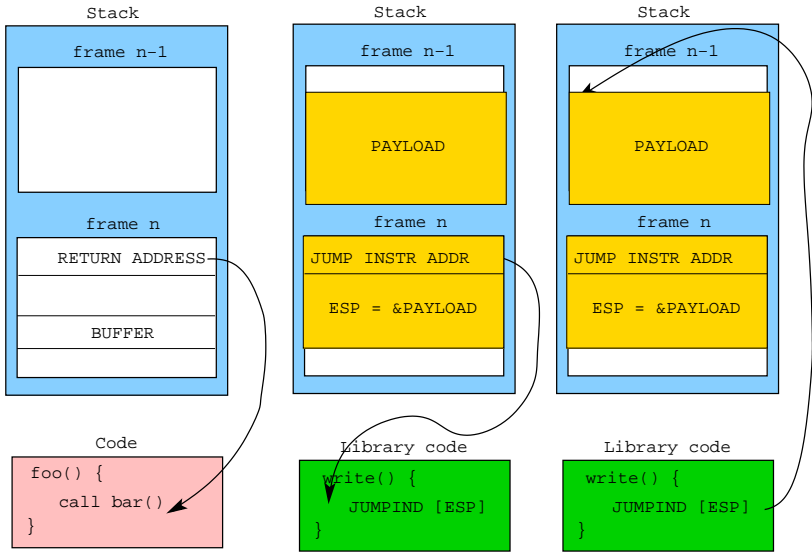 Stack
frame n-1
frame n
RETURN ADDRESS
BUFFER
Code
foo() {
call bar()
}
Stack
frame n-1
PAYLOAD
frame n
JUMP INSTR ADDR
ESP = &PAYLOAD
Library code
write() {
JUMPIND [ESP]
}
Stack
frame n-1
PAYLOAD
frame n
JUMP INSTR ADDR
ESP = &PAYLOAD
Library code
write() {
JUMPIND [ESP]
}